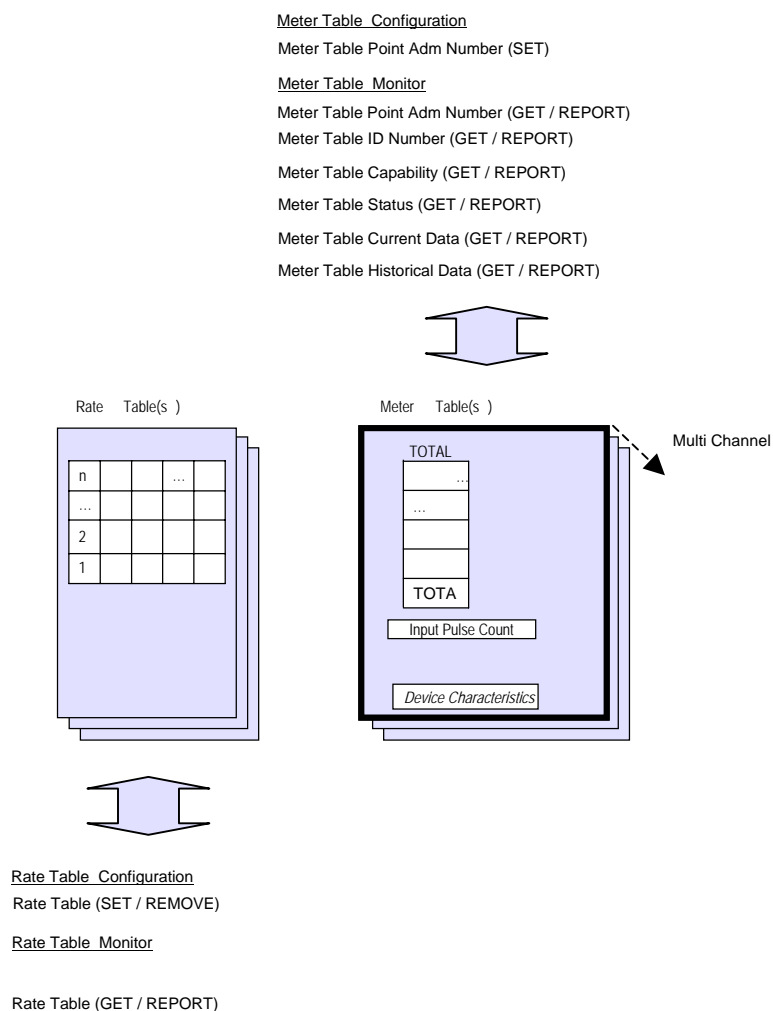 Meter Table Configuration
Meter Table Point Adm Number (SET)
Meter Table Monitor
Meter Table Point Adm Number (GET / REPORT)
Meter Table ID Number (GET / REPORT)
Meter Table Capability (GET / REPORT)
Meter Table Status (GET / REPORT)
Meter Table Current Data (GET / REPORT)
Meter Table Historical Data (GET / REPORT)
Rate Table(s )
Meter Table(s )
Multi Channel
n ...
...
2
1
TOTAL
...
...
TOTA
Input Pulse Count
Device Characteristics
Rate Table Configuration
Rate Table (SET / REMOVE)
Rate Table Monitor
Rate Table (GET / REPORT)